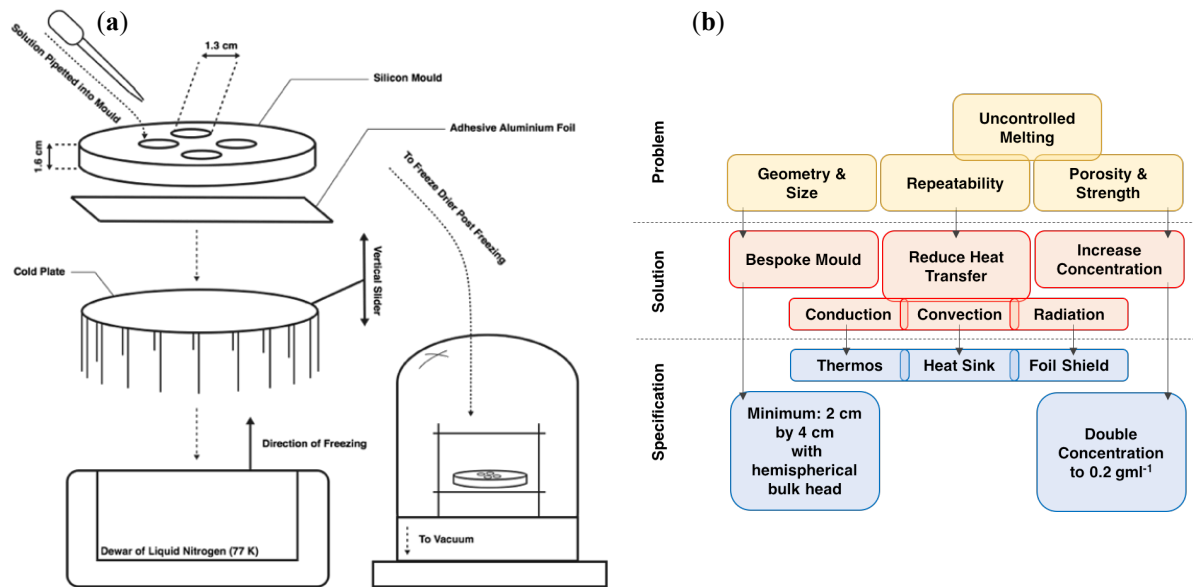 (a)
Solution Pipetted into Mould
1.3 cm
Silicon Mould
Adhesive Aluminium Foil
1.6 cm
To Freeze Drier Post Freezing
Cold Plate
Vertical Slider
Direction of Freezing
Dewar of Liquid Nitrogen (77 K)
To Vacuum
(b)
Problem
Uncontrolled
Melting
Geometry &
Size
Repeatability
Porosity &
Strength
Solution
Bespoke Mould
Reduce Heat
Transfer
Increase
Concentration
Conduction
Convection
Radiation
Specification
Thermos
Heat Sink
Foil Shield
Minimum: 2 cm
by 4 cm
with
hemispherical
bulk head
Double
Concentration
to 0.2 gml⁻¹